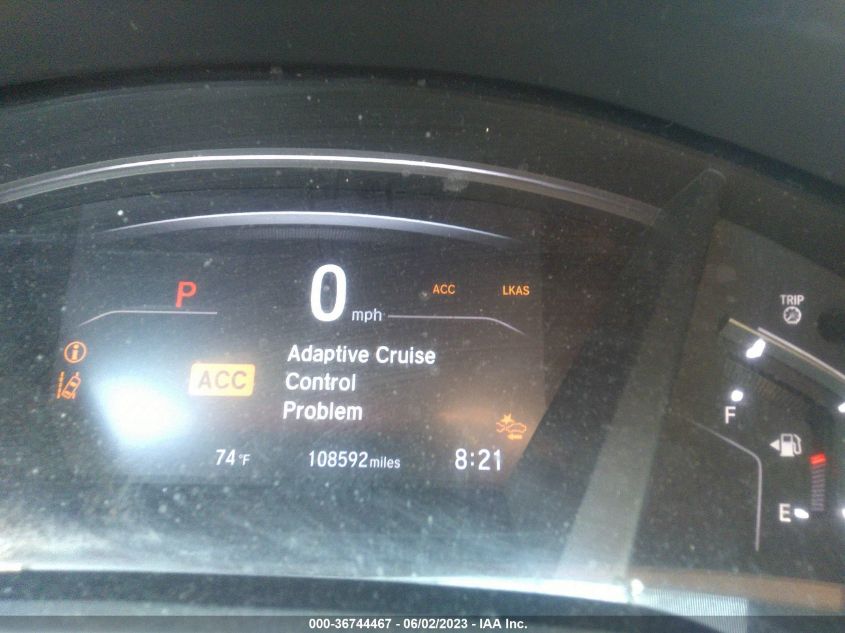 TRIP
P
0 mph
ACC
LKAS
ACC
Adaptive Cruise
Control
Problem
F
E
74°F
108592 miles
8:21
000-36744467 - 06/02/2023 - IAA Inc.